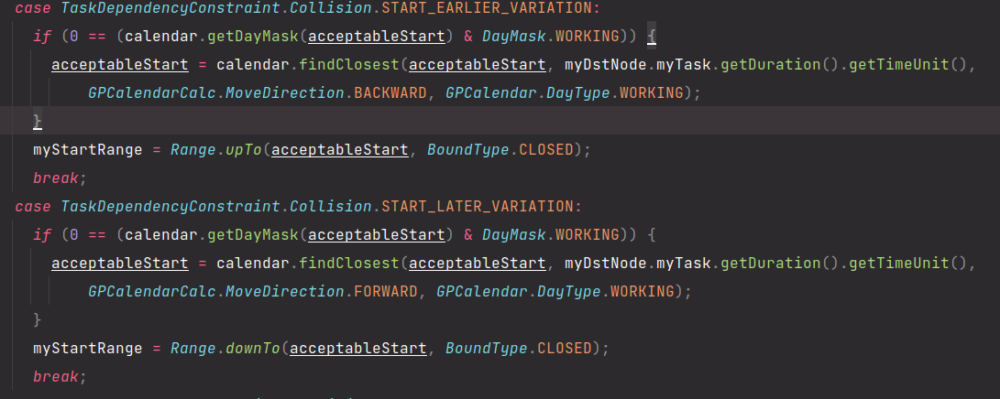 case TaskDependencyConstraint.Collision.START_EARLIER_VARIATION:
if (0 == (calendar.getDayMask(acceptableStart) & DayMask.WORKING)) {
acceptableStart = calendar.findClosest(acceptableStart, myDstNode.myTask.getDuration().getTimeUnit(),
GPCalendarCalc.MoveDirection.BACKWARD, GPCalendar.DayType.WORKING);
}
myStartRange = Range.upTo(acceptableStart, BoundType.CLOSED);
break;
case TaskDependencyConstraint.Collision.START_LATER_VARIATION:
if (0 == (calendar.getDayMask(acceptableStart) & DayMask.WORKING)) {
acceptableStart = calendar.findClosest(acceptableStart, myDstNode.myTask.getDuration().getTimeUnit(),
GPCalendarCalc.MoveDirection.FORWARD, GPCalendar.DayType.WORKING);
}
myStartRange = Range.downTo(acceptableStart, BoundType.CLOSED);
break;